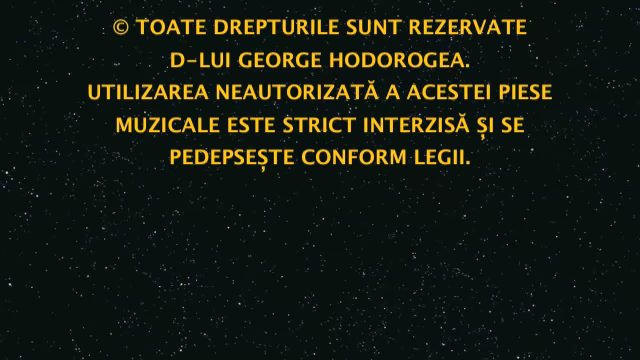 © TOATE DREPTURILE SUNT REZERVATE
D-LUI GEORGE HODOROGEA.
UTILIZAREA NEAUTORIZATĂ A ACESTEI PIESE
MUZICALE ESTE STRICT INTERZISĂ ȘI SE
PEDEPSEȘTE CONFORM LEGII.